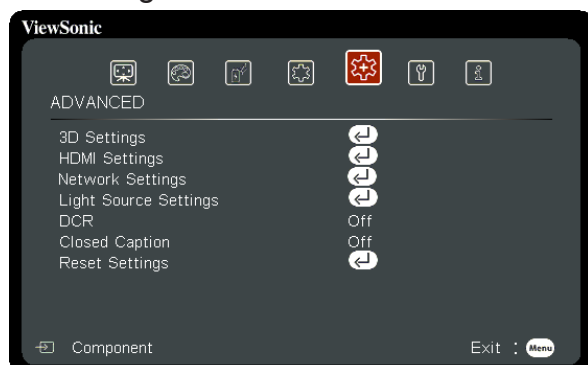 ViewSonic
ADVANCED
3D Settings
HDMI Settings
Network Settings
Light Source Settings
DCR Off
Closed Caption Off
Reset Settings
Component Exit : Menu